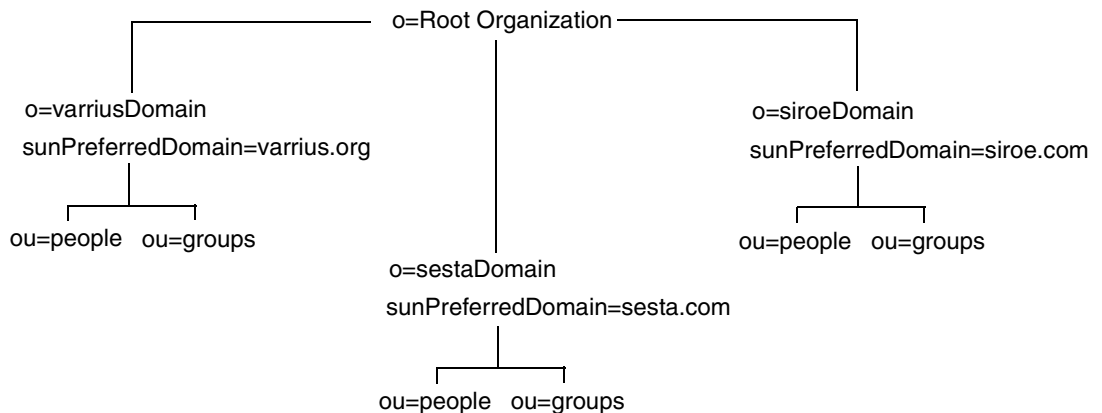 o=Root Organization
o=varriusDomain
sunPreferredDomain=varrius.org
ou=people ou=groups
o=siroeDomain
sunPreferredDomain=siroe.com
ou=people ou=groups
o=sestaDomain
sunPreferredDomain=sesta.com
ou=people ou=groups